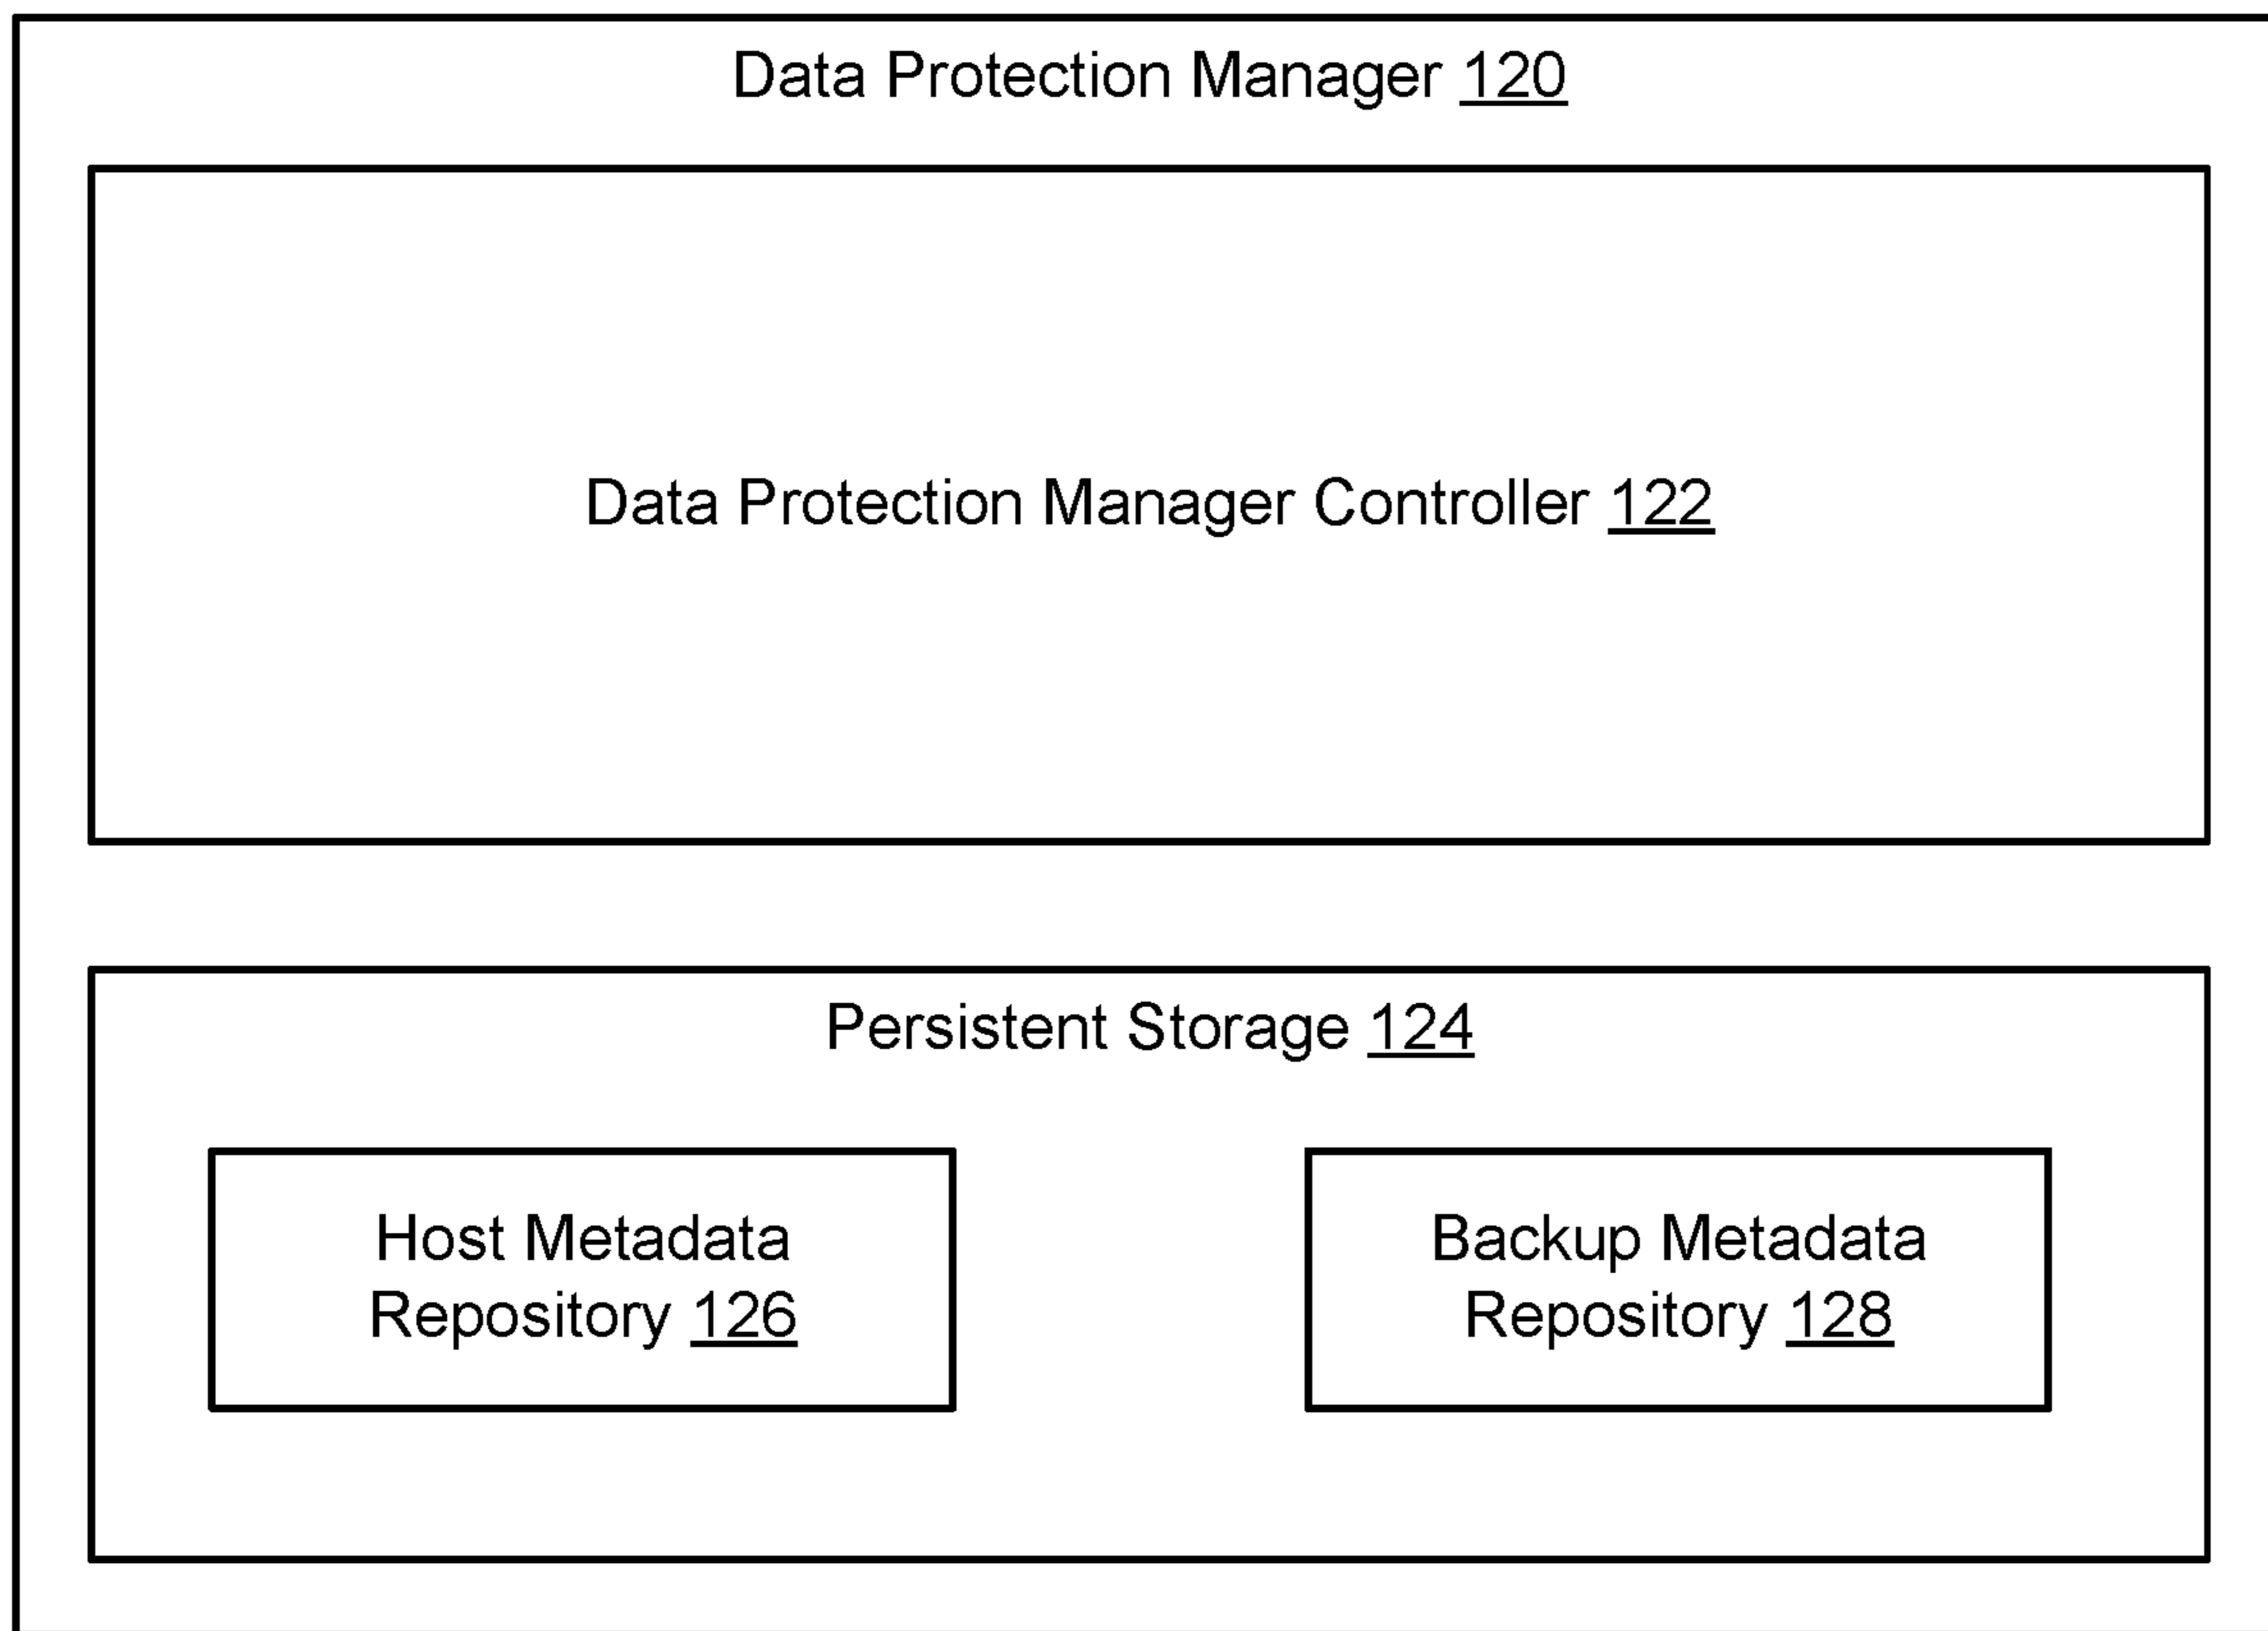 Data Protection Manager 120
Data Protection Manager Controller 122
Persistent Storage 124
Host Metadata
Repository 126
Backup Metadata
Repository 128